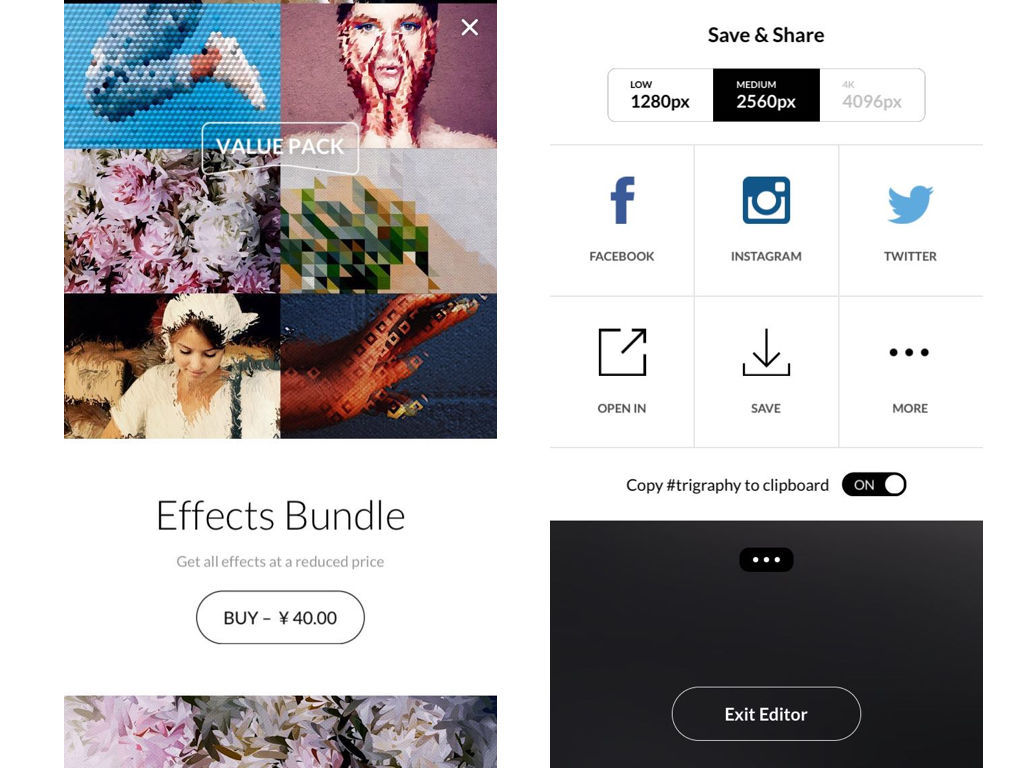 VALUE PACK
Effects Bundle
Get all effects at a reduced price
BUY – ¥ 40.00
Save & Share
LOW
1280px
MEDIUM
2560px
4K
4096px
FACEBOOK
INSTAGRAM
TWITTER
OPEN IN
SAVE
MORE
Copy #trigraphy to clipboard
ON
Exit Editor